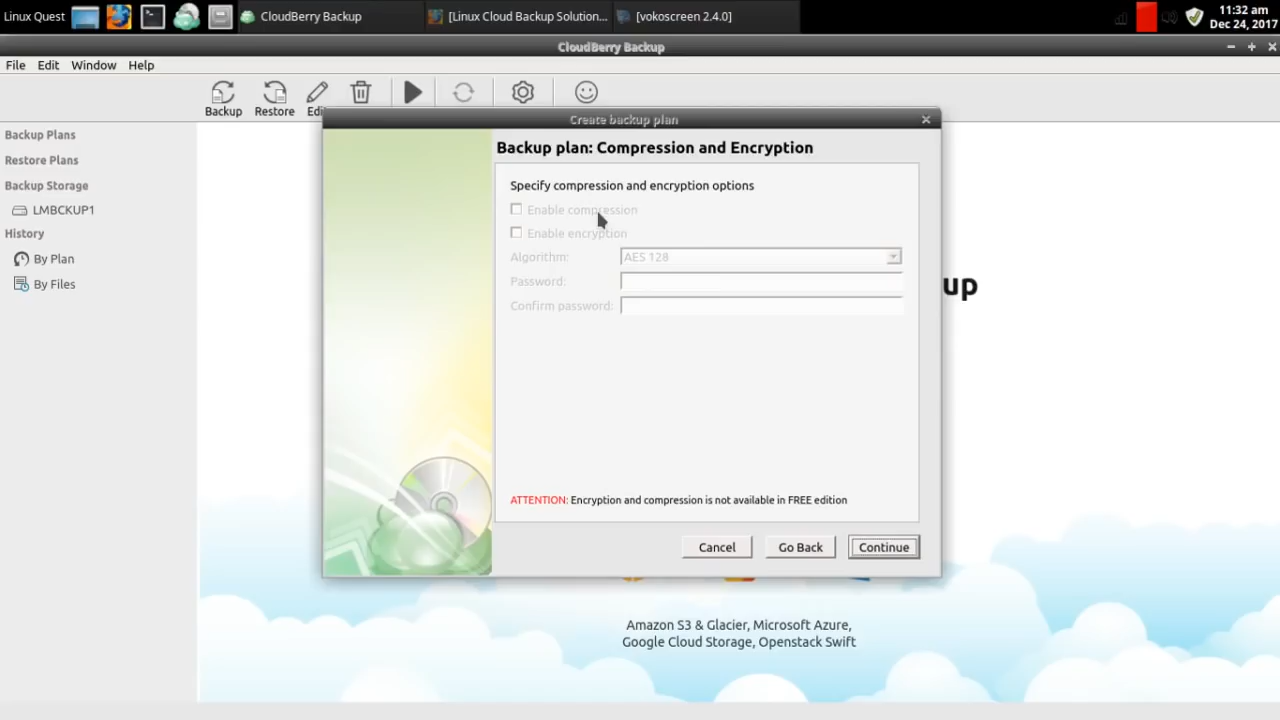 Linux Quest
CloudBerry Backup
[Linux Cloud Backup Solution...
[vokoscreen 2.4.0]
11:32 am
Dec 24, 2017
CloudBerry Backup
File Edit Window Help
Backup Restore
Create backup plan
Backup Plans
Restore Plans
Backup Storage
LMBCKUP1
History
By Plan
By Files
Backup plan: Compression and Encryption
Specify compression and encryption options
Enable compression
Enable encryption
Algorithm: AES 128
Password:
Confirm password:
up
ATTENTION: Encryption and compression is not available in FREE edition
Cancel Go Back Continue
Amazon S3 & Glacier, Microsoft Azure,
Google Cloud Storage, Openstack Swift